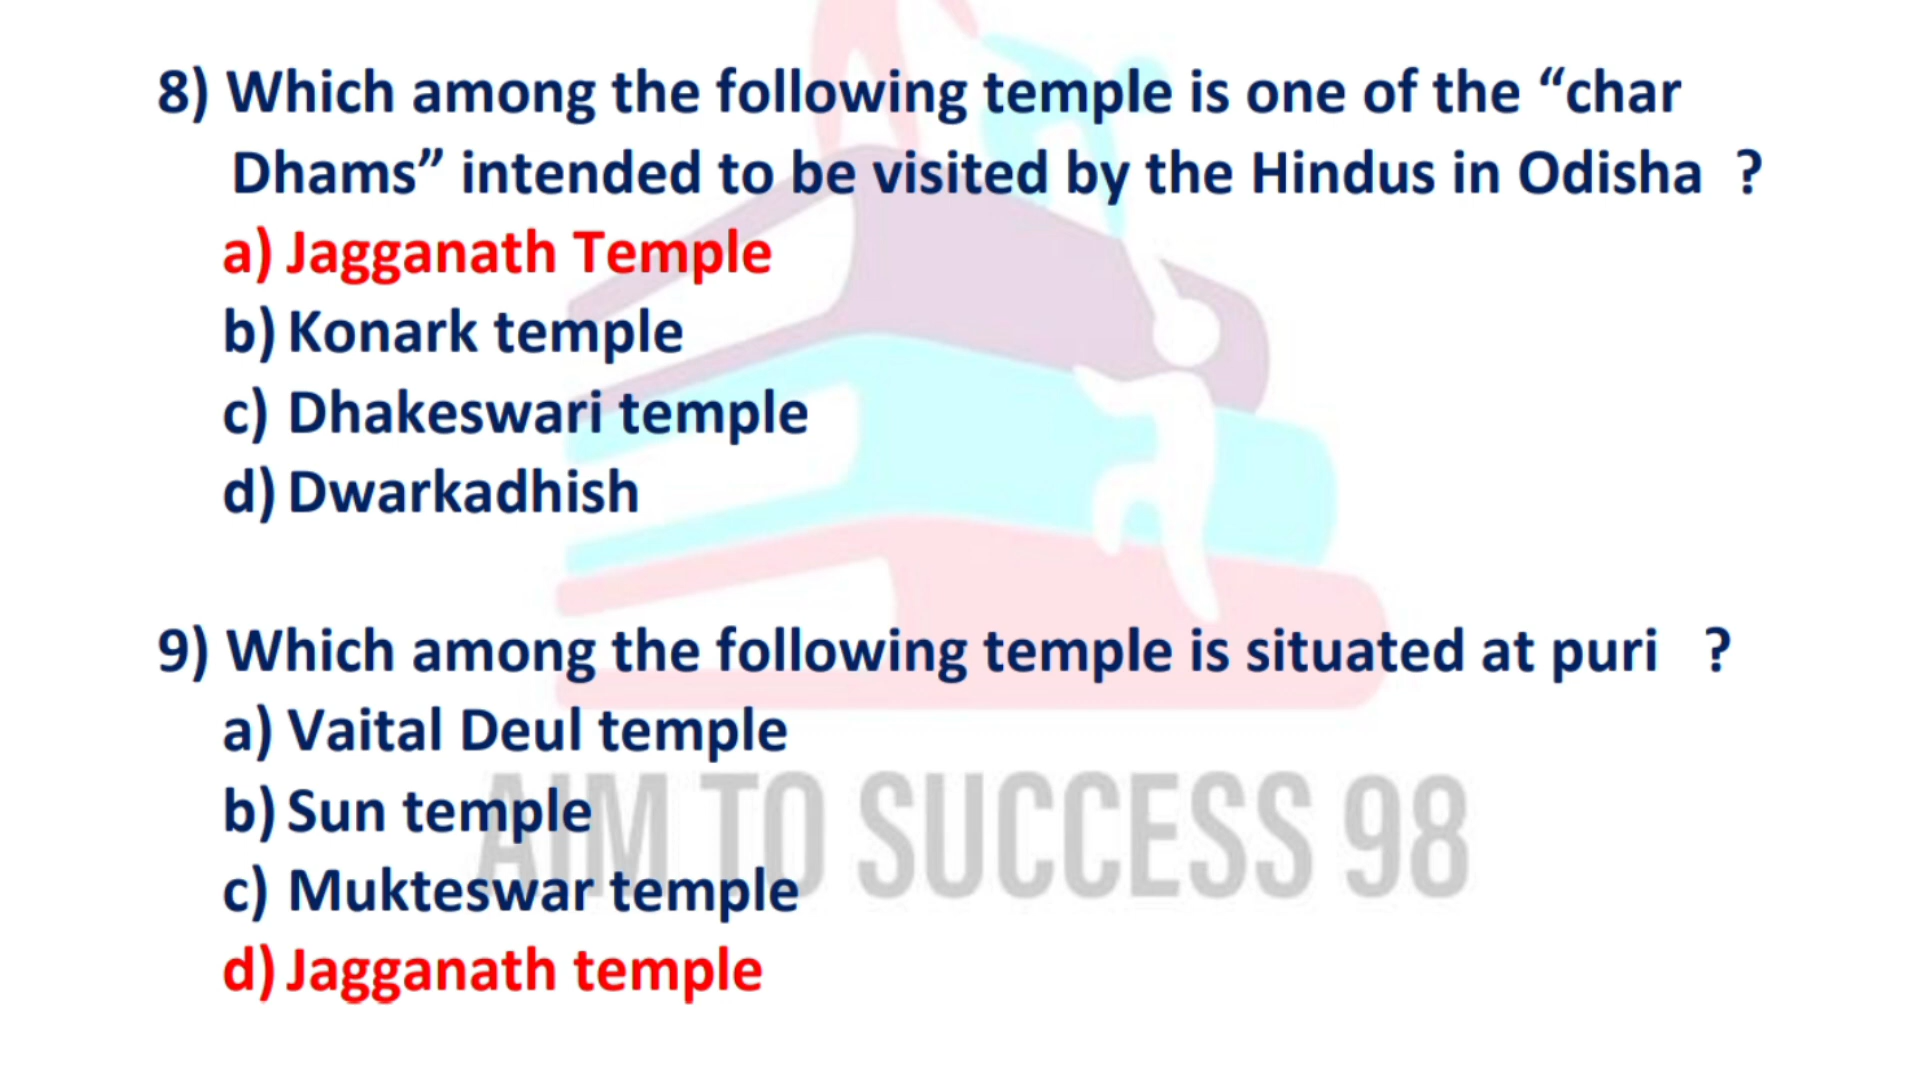 8) Which among the following temple is one of the “char
Dhams” intended to be visited by the Hindus in Odisha ?
a) Jagganath Temple
b) Konark temple
c) Dhakeswari temple
d) Dwarkadhish
9) Which among the following temple is situated at puri ?
a) Vaital Deul temple
b) Sun temple
c) Mukteswar temple
d) Jagganath temple
AIM TO SUCCESS 98